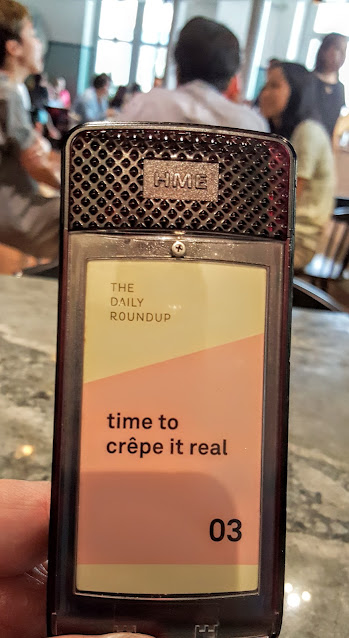 HME
THE
DAILY
ROUNDUP
time to
crêpe it real
03